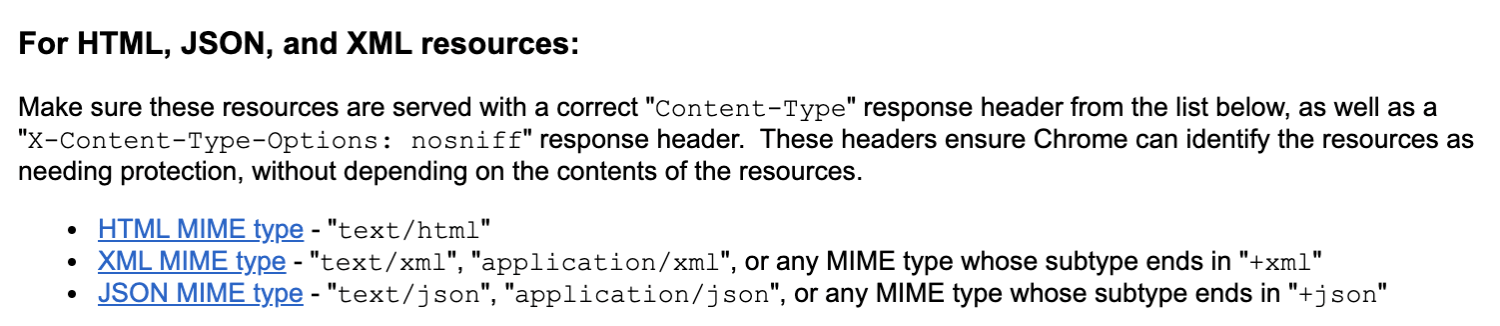 For HTML, JSON, and XML resources:
Make sure these resources are served with a correct "Content-Type" response header from the list below, as well as a
"X-Content-Type-Options: nosniff" response header.  These headers ensure Chrome can identify the resources as
needing protection, without depending on the contents of the resources.
• HTML MIME type - "text/html"
• XML MIME type - "text/xml", "application/xml", or any MIME type whose subtype ends in "+xml"
• JSON MIME type - "text/json", "application/json", or any MIME type whose subtype ends in "+json"